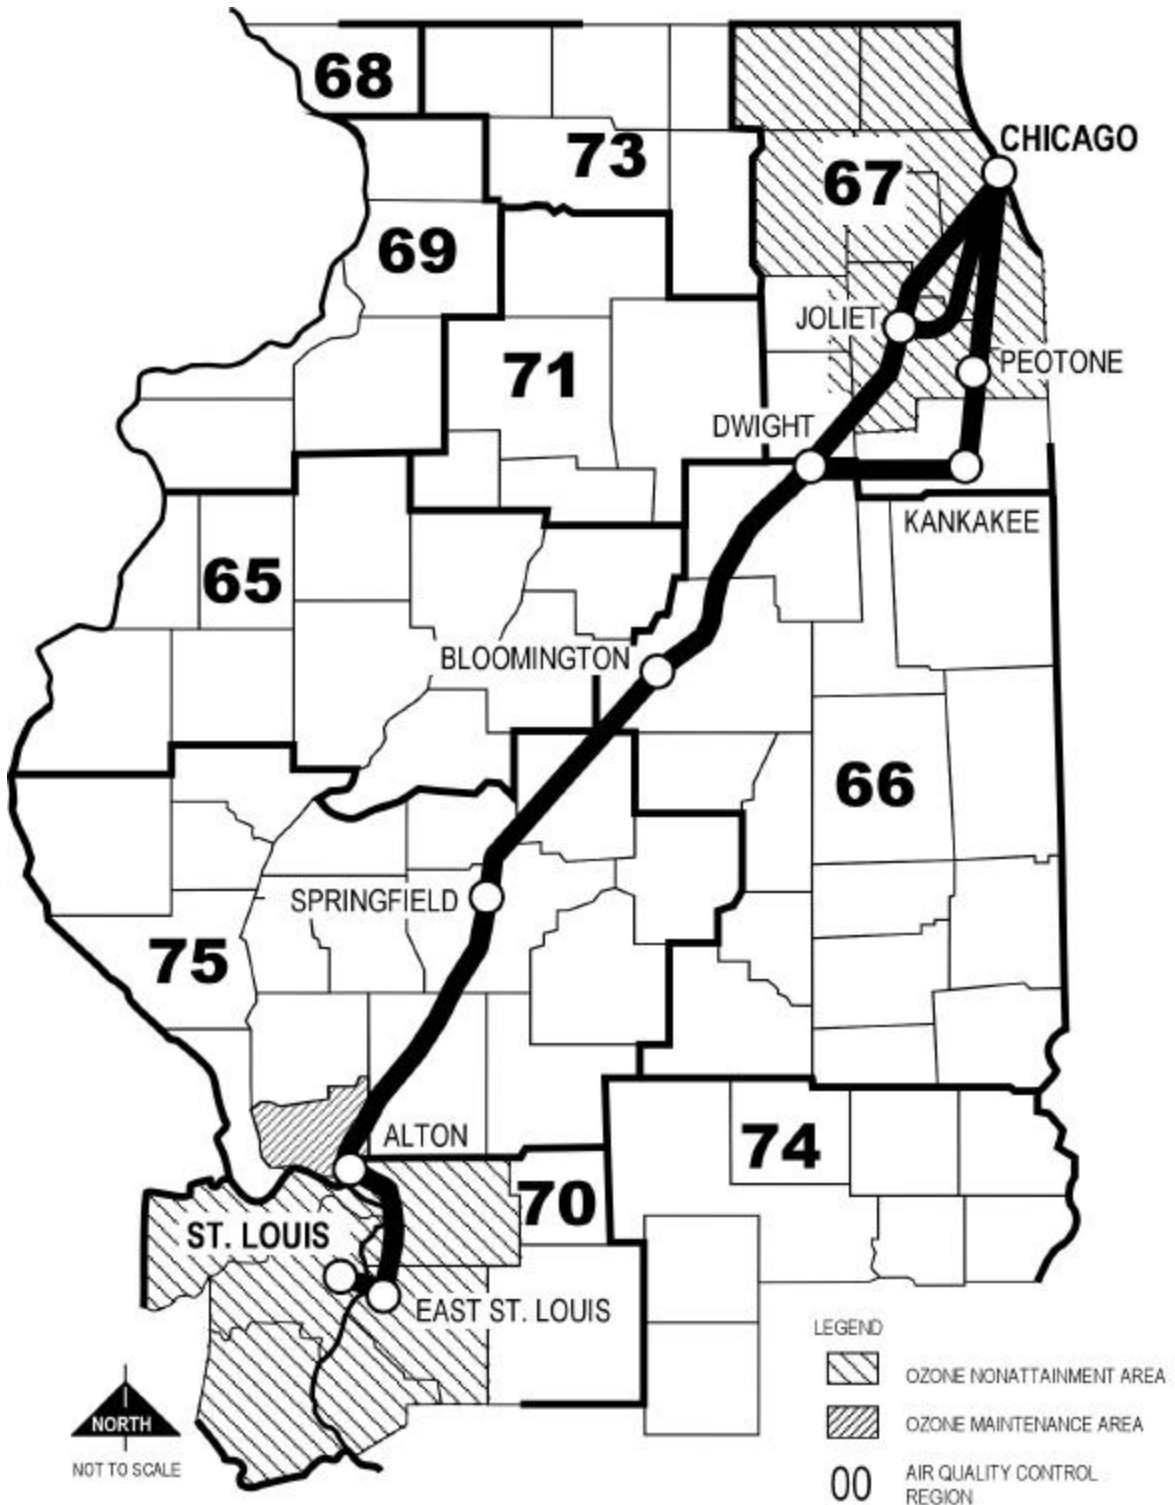 68
CHICAGO
73
67
69
JOLIET
PEOTONE
71
DWIGHT
KANKAKEE
65
BLOOMINGTON
66
SPRINGFIELD
75
ALTON
74
70
ST. LOUIS
EAST ST. LOUIS
LEGEND
OZONE NONATTAINMENT AREA
NORTH
OZONE MAINTENANCE AREA
NOT TO SCALE
00
AIR QUALITY CONTROL
REGION